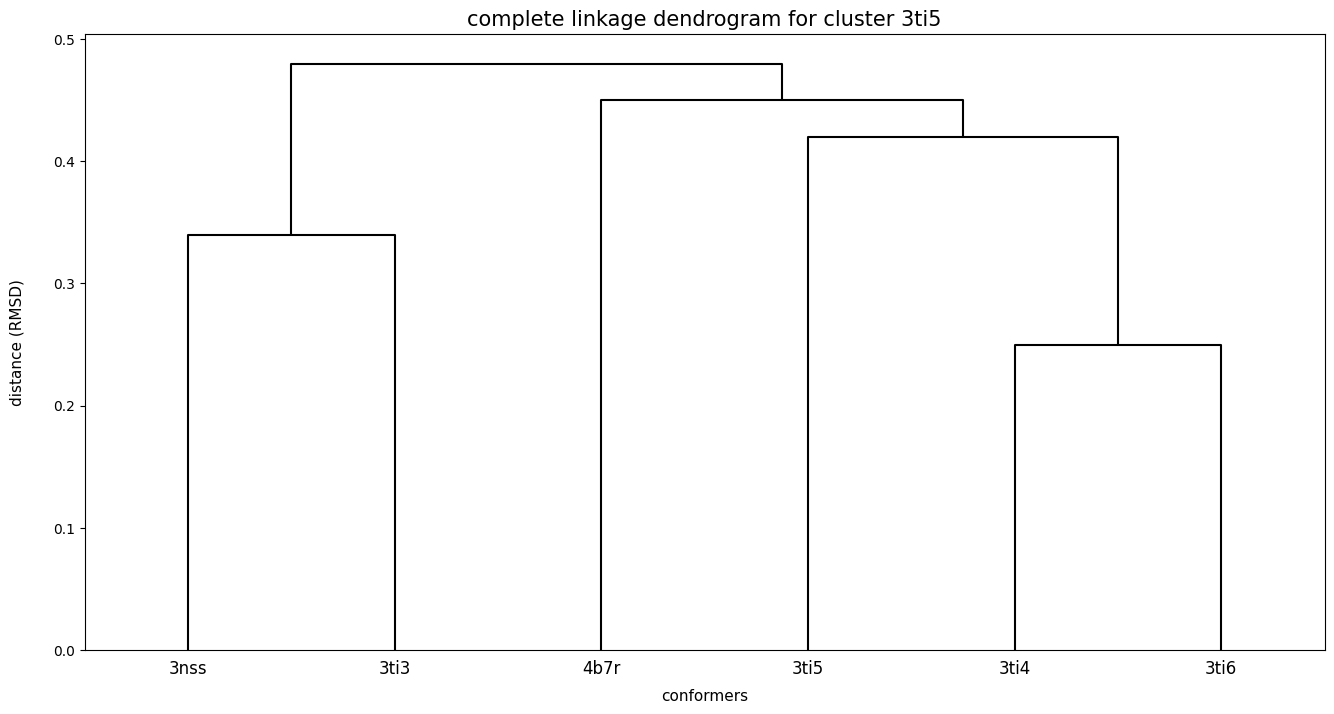 complete linkage dendrogram for cluster 3ti5
0.5
0.4
0.3
0.2
0.1
0.0
distance (RMSD)
3nss 3ti3 4b7r 3ti5 3ti4 3ti6
conformers